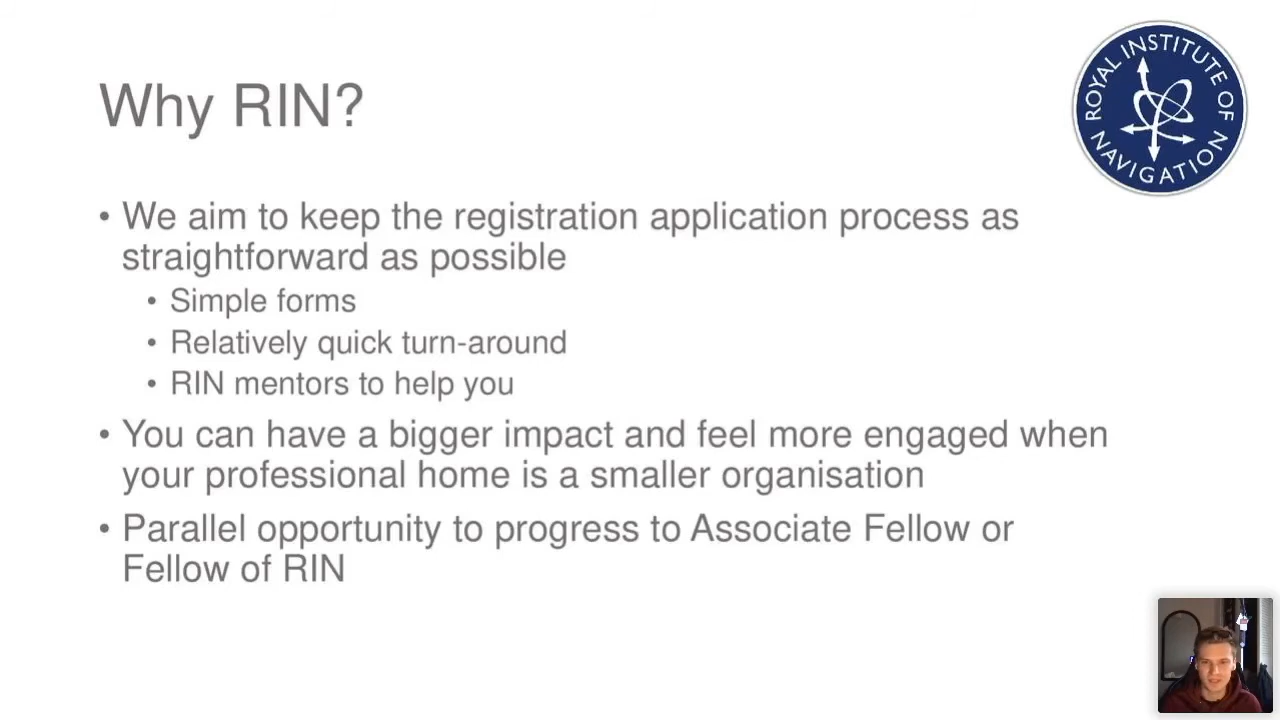 Why RIN?
ROYAL INSTITUTE OF
NAVIGATION
• We aim to keep the registration application process as
straightforward as possible
• Simple forms
• Relatively quick turn-around
• RIN mentors to help you
• You can have a bigger impact and feel more engaged when
your professional home is a smaller organisation
• Parallel opportunity to progress to Associate Fellow or
Fellow of RIN